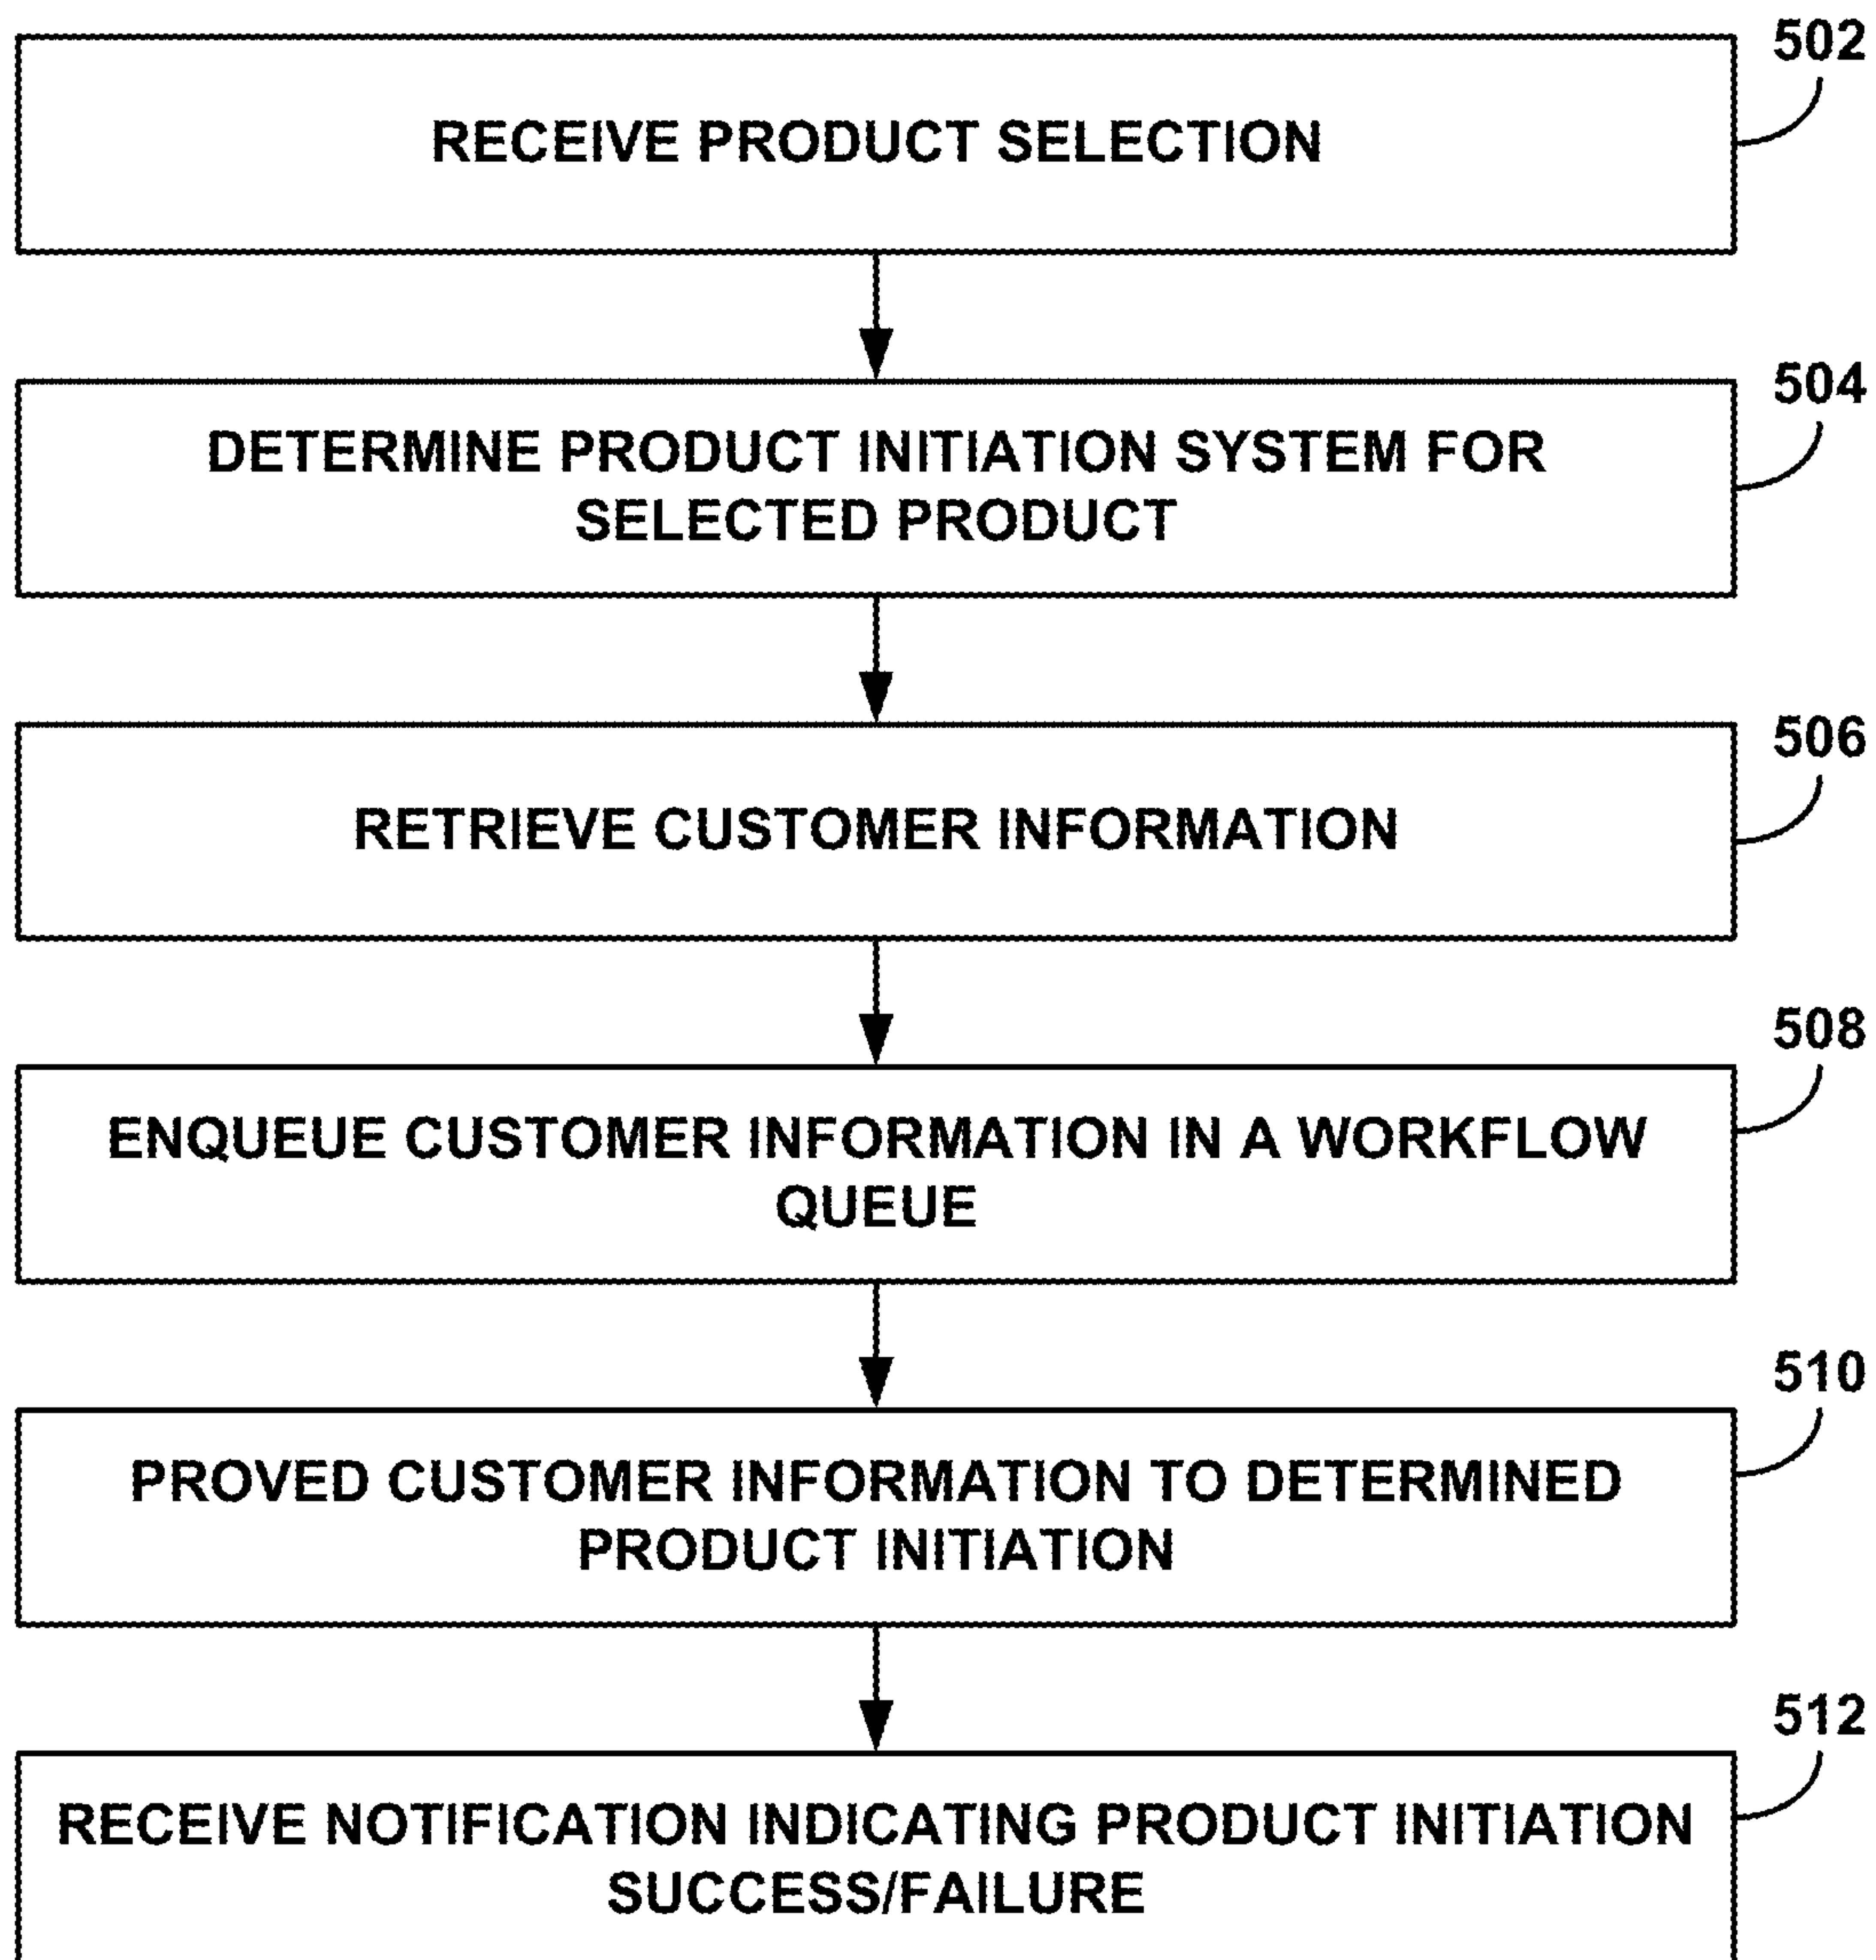 502
RECEIVE PRODUCT SELECTION
504
DETERMINE PRODUCT INITIATION SYSTEM FOR
SELECTED PRODUCT
506
RETRIEVE CUSTOMER INFORMATION
508
ENQUEUE CUSTOMER INFORMATION IN A WORKFLOW
QUEUE
510
PROVED CUSTOMER INFORMATION TO DETERMINED
PRODUCT INITIATION
512
RECEIVE NOTIFICATION INDICATING PRODUCT INITIATION
SUCCESS/FAILURE